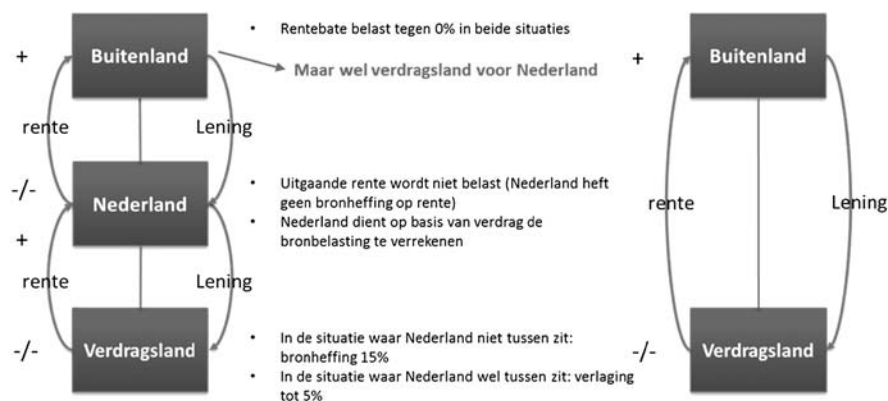 • Rentebate belast tegen 0% in beide situaties
+
Buitenland
Maar wel verdragsland voor Nederland
rente
Lening
-/-
Nederland
+
• Uitgaande rente wordt niet belast (Nederland heft
geen bronheffing op rente)
• Nederland dient op basis van verdrag de
bronbelasting te verrekenen
rente
Lening
-/-
Verdragsland
• In de situatie waar Nederland niet tussen zit:
bronheffing 15%
• In de situatie waar Nederland wel tussen zit: verlaging
tot 5%
+
Buitenland
rente
Lening
-/-
Verdragsland